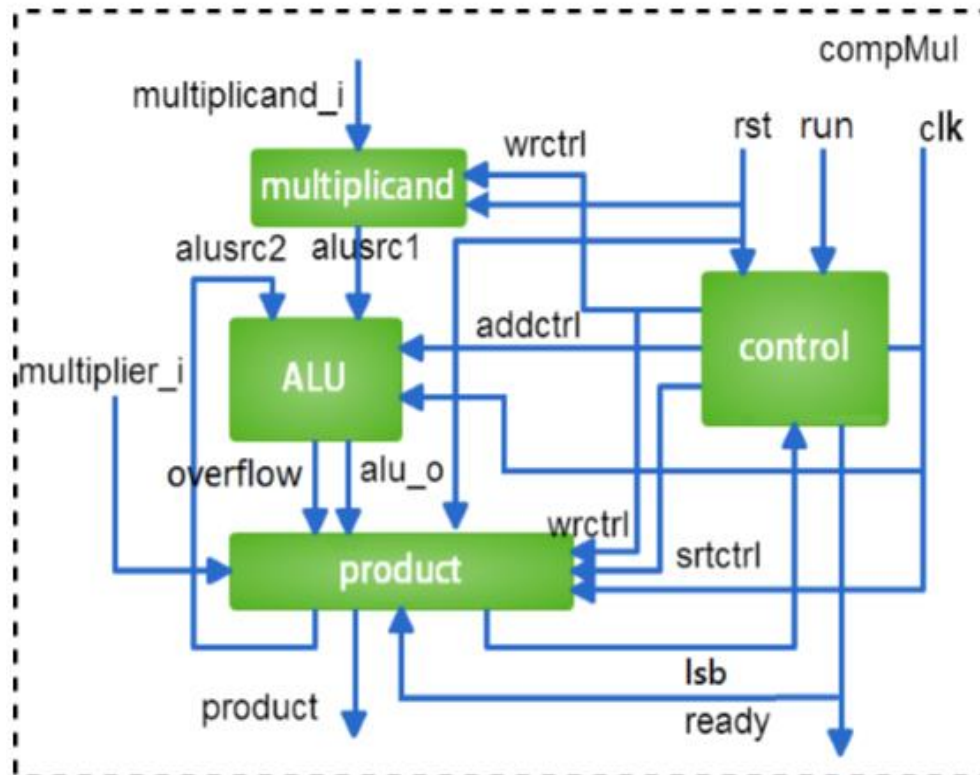 compMul
multiplicand_i
rst
run
clk
wrctrl
multiplicand
alusrc2
alusrc1
addctrl
control
multiplier_i
ALU
overflow
alu_o
wrctrl
srtctrl
product
lsb
product
ready